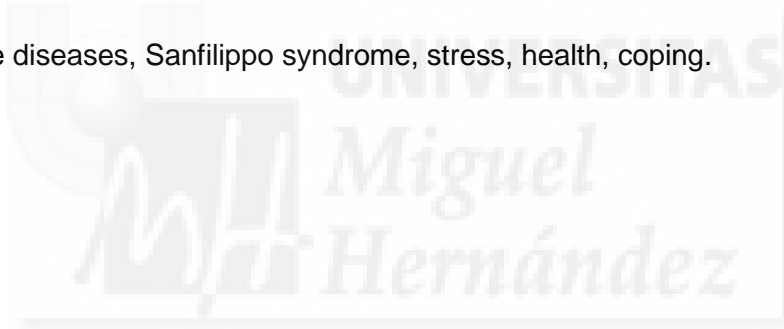 e diseases, Sanfilippo syndrome, stress, health, coping.
UNIVERSITAS
Miguel
Hernández